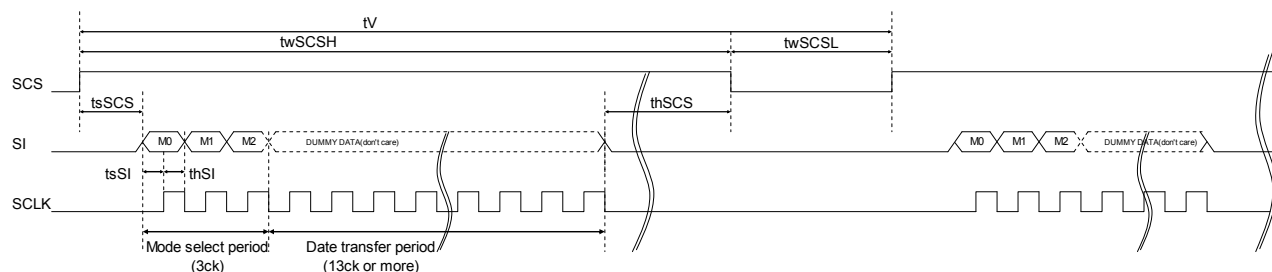 tV
twSCSH
twSCSL
SCS
tsSCS
thSCS
SI
M0
M1
M2
DUMMY DATA(don't care)
M0
M1
M2
DUMMY DATA(don't care)
tsSI
thSI
SCLK
Mode select period
(3ck)
Date transfer period
(13ck or more)